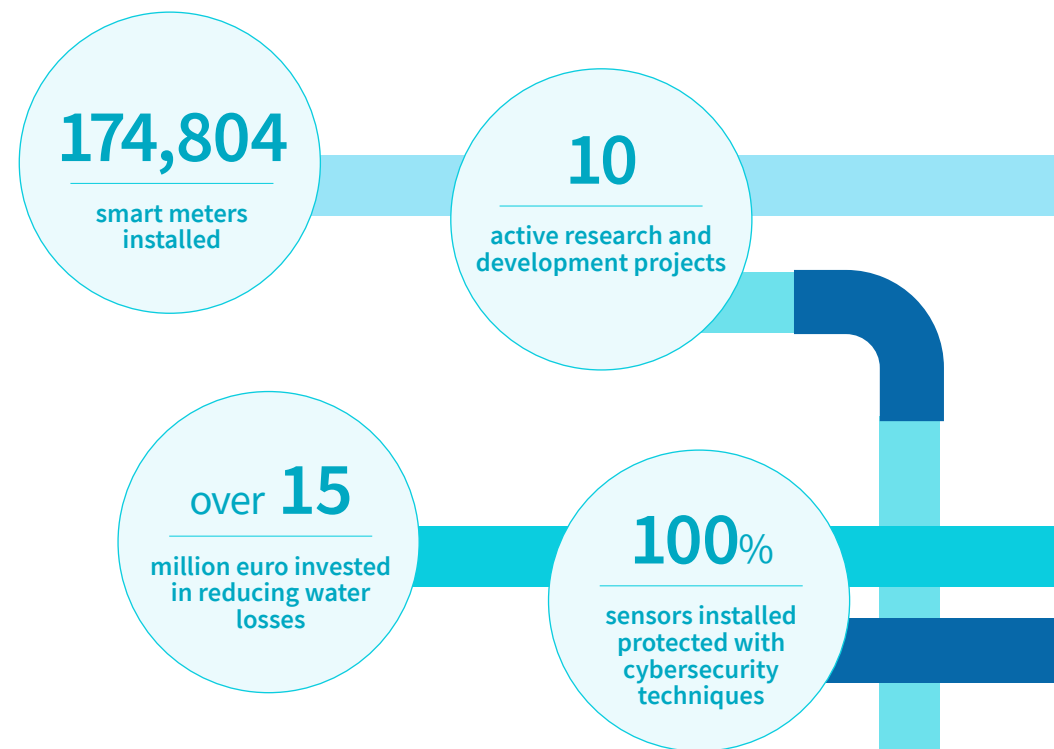 174,804
smart meters
installed
10
active research and
development projects
over 15
million euro invested
in reducing water
losses
100%
sensors installed
protected with
cybersecurity
techniques